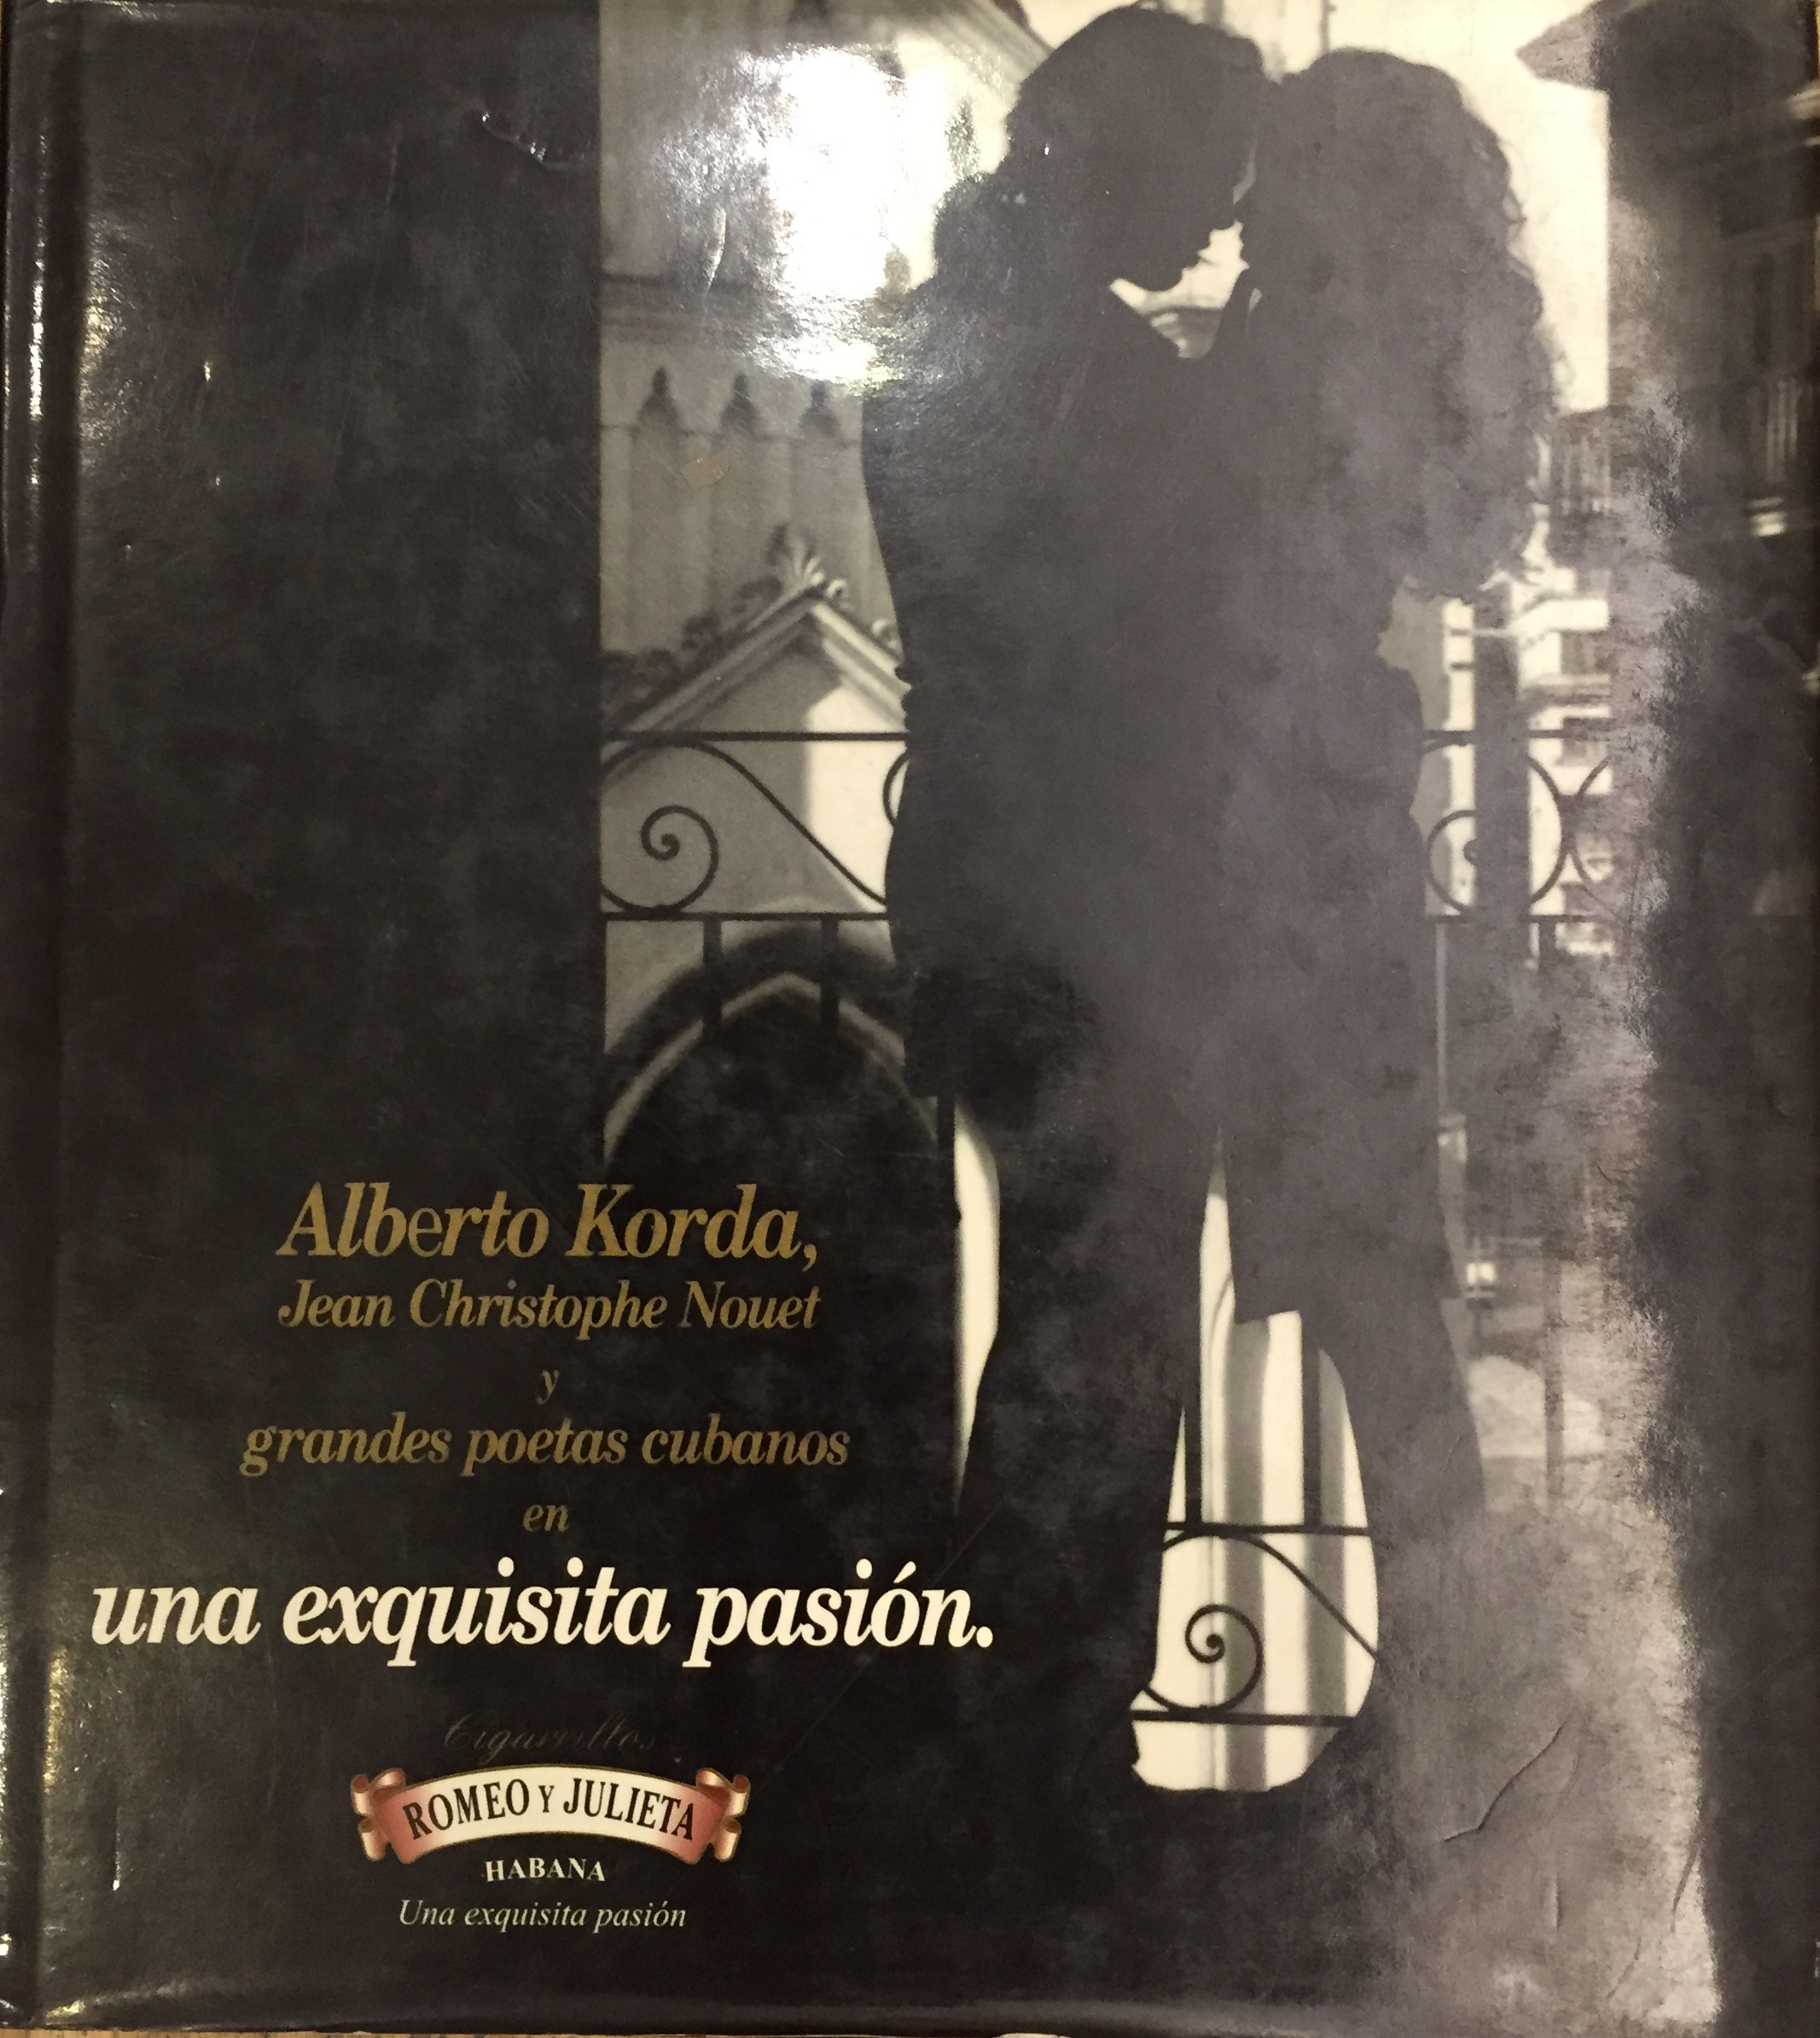 Alberto Korda,
Jean Christophe Nouet
y
grandes poetas cubanos
en
una exquisita pasión.
Cigarrillos
ROMEO Y JULIETA
HABANA
Una exquisita pasión